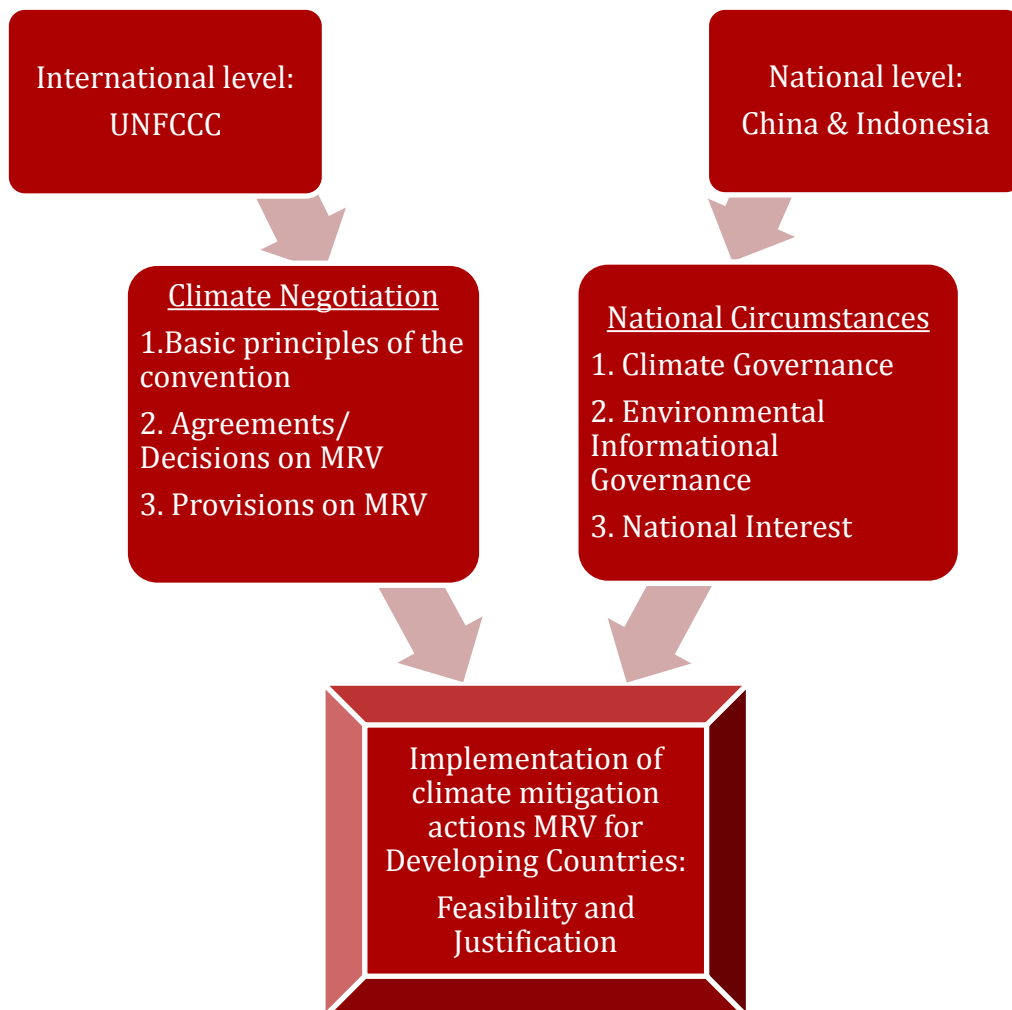 International level:
UNFCCC
National level:
China & Indonesia
Climate Negotiation
1.Basic principles of the
convention
2. Agreements/
Decisions on MRV
3. Provisions on MRV
National Circumstances
1. Climate Governance
2. Environmental
Informational
Governance
3. National Interest
Implementation of
climate mitigation
actions MRV for
Developing Countries:
Feasibility and
Justification